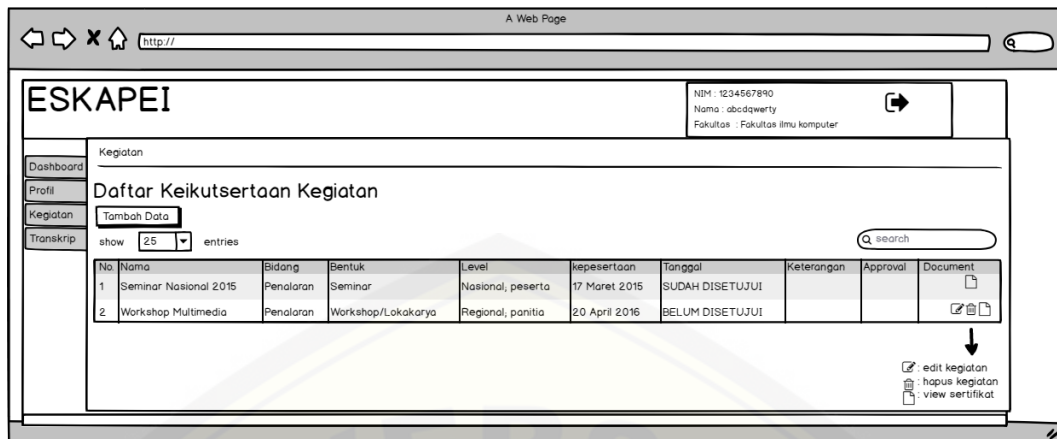 A Web Page
http://
ESKAPEI
NIM : 1234567890
Nama : abcdqwerty
Fakultas : Fakultas ilmu komputer
Dashboard
Profil
Kegiatan
Transkrip
Kegiatan
Daftar Keikutsertaan Kegiatan
Tambah Data
show 25 entries
search
No. Nama Bidang Bentuk Level kepesertaan Tanggal Keterangan Approval Document
1 Seminar Nasional 2015 Penalaran Seminar Nasional, peserta 17 Maret 2015 SUDAH DISETUJUI
2 Workshop Multimedia Penalaran Workshop/Lokakarya Regional, panitia 20 April 2016 BELUM DISETUJUI
: edit kegiatan
: hapus kegiatan
: view sertifikat